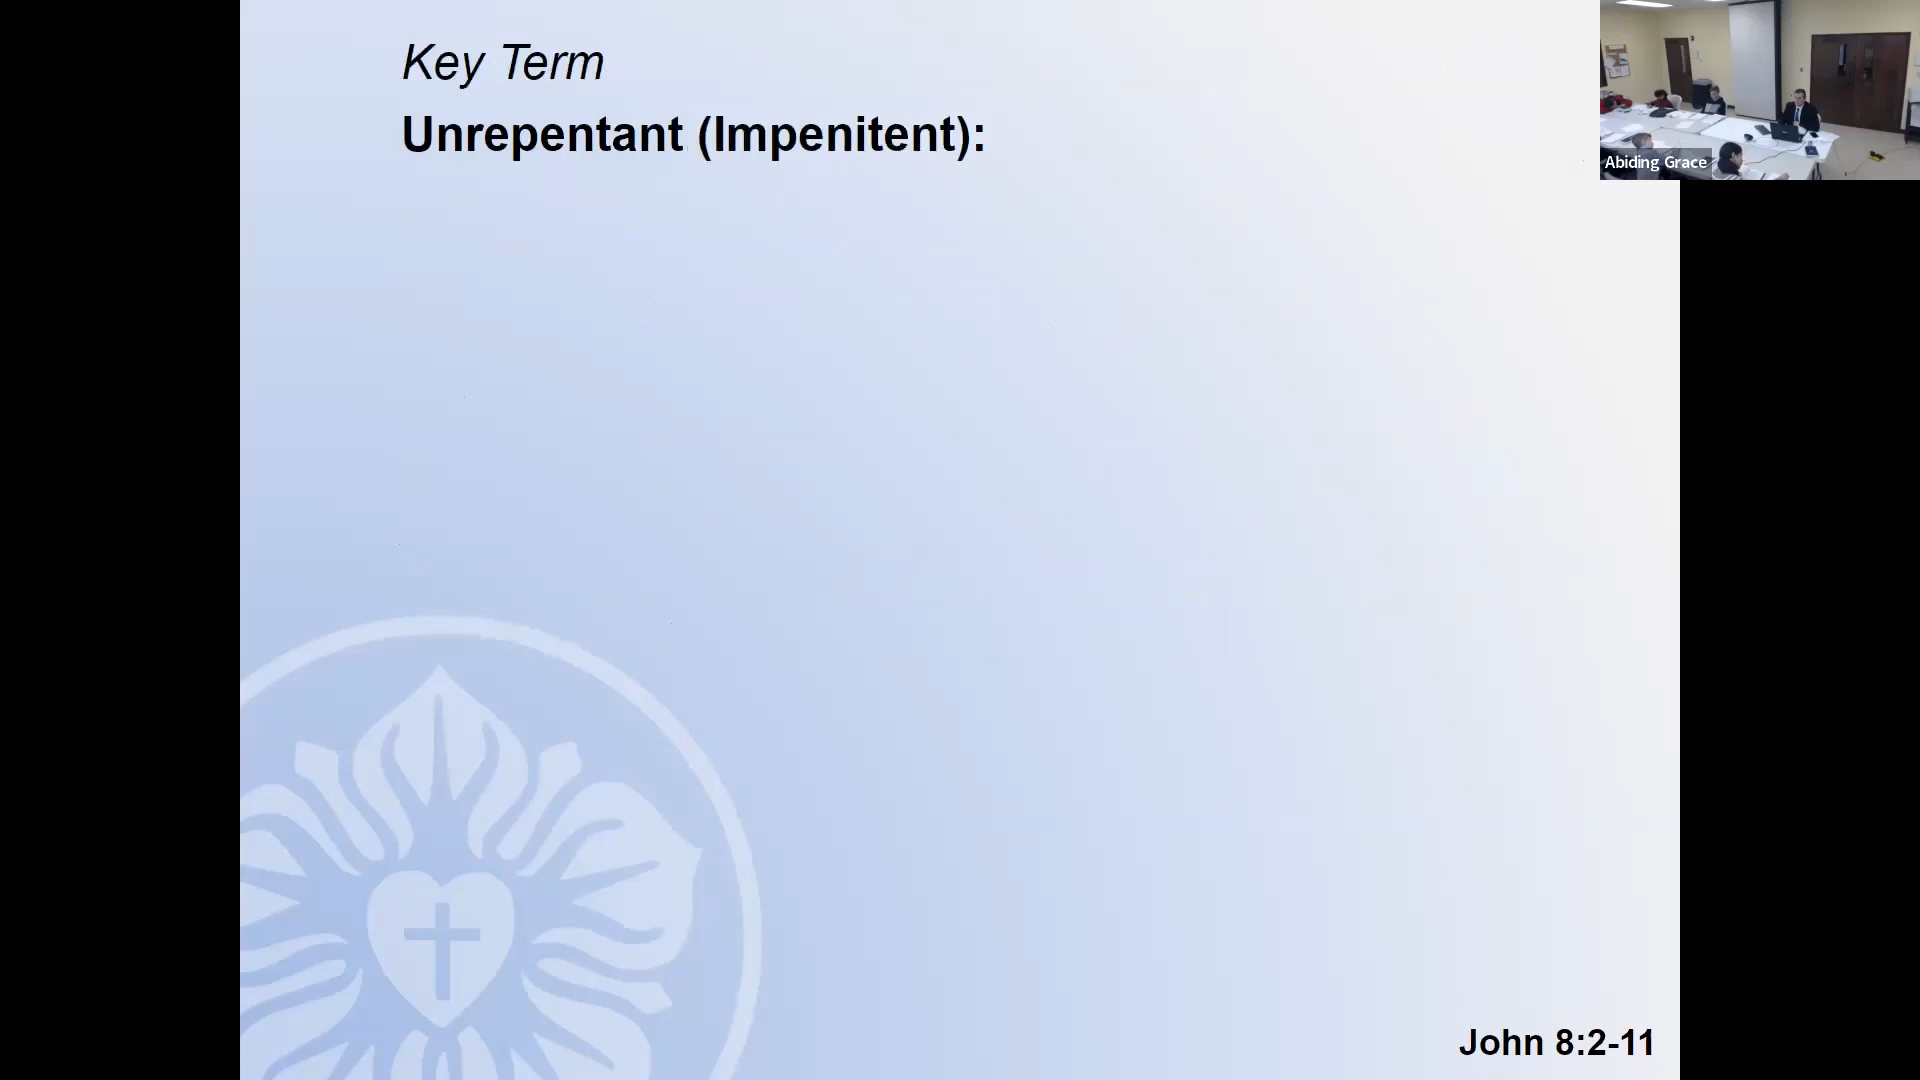 Key Term
Unrepentant (Impenitent):
Abiding Grace
John 8:2-11